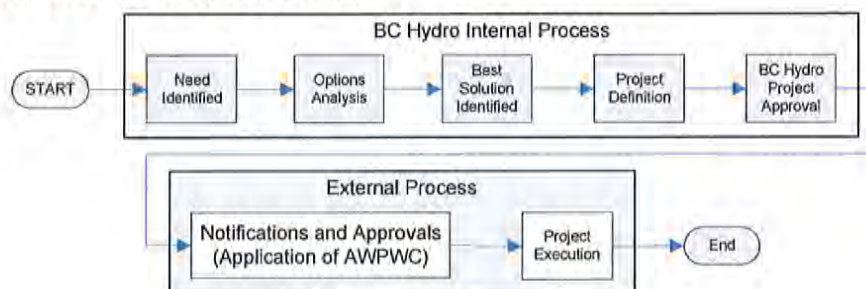 BC Hydro Internal Process
START
Need
Identified
Options
Analysis
Best
Solution
Identified
Project
Definition
BC Hydro
Project
Approval
External Process
Notifications and Approvals
(Application of AWPWC)
Project
Execution
End